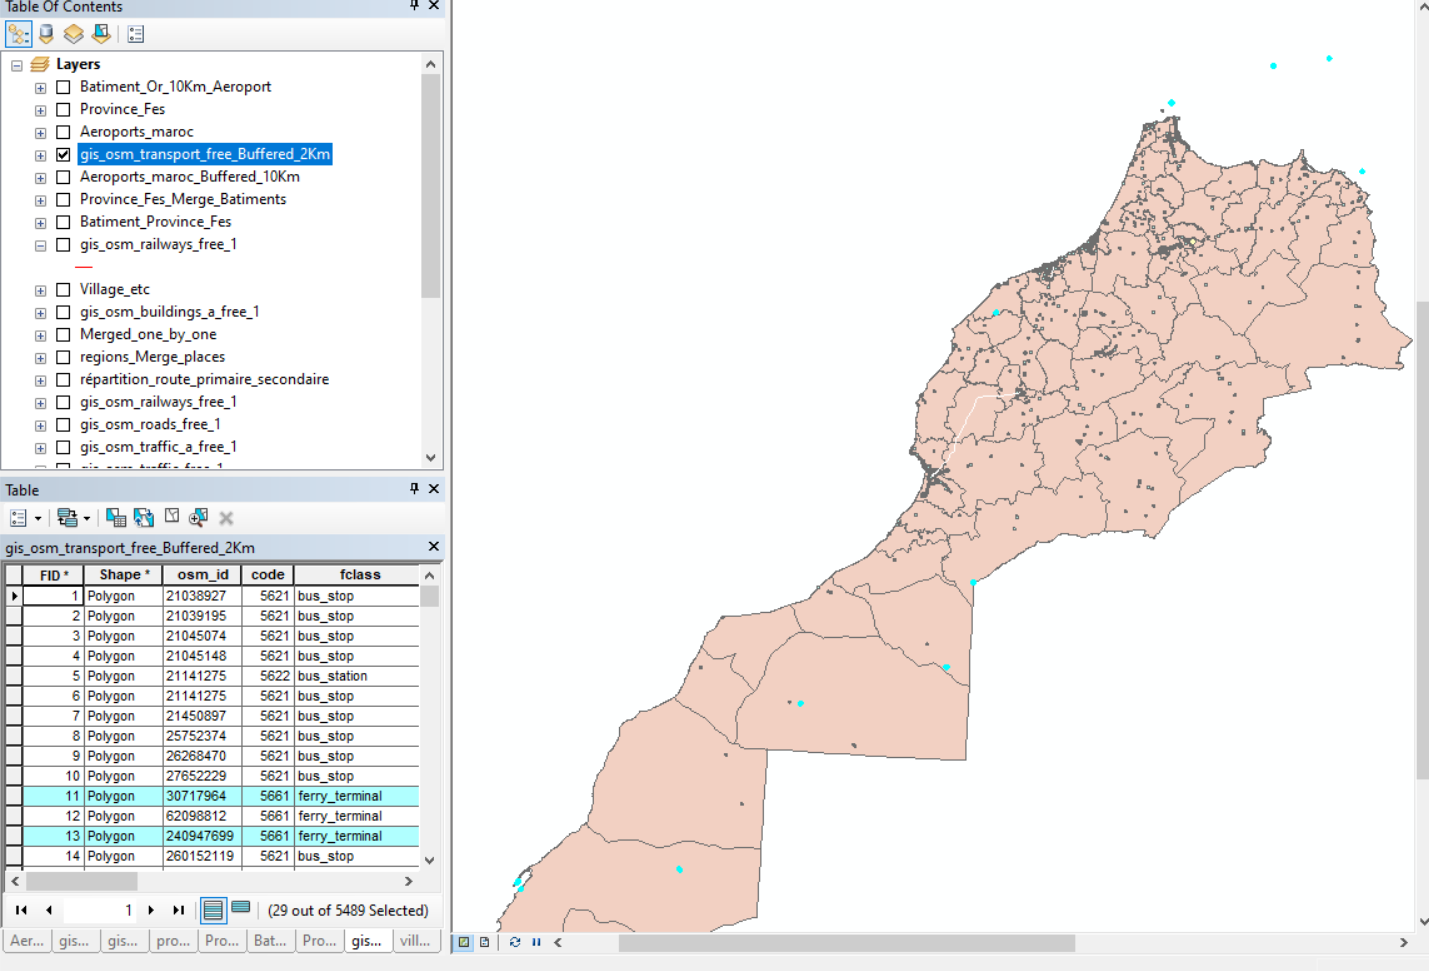 Table Of Contents
Layers
Batiment_Or_10Km_Aeroport
Province_Fes
Aeroports_maroc
gis_osm_transport_free_Buffered_2Km
Aeroports_maroc_Buffered_10Km
Province_Fes_Merge_Batiments
Batiment_Province_Fes
gis_osm_railways_free_1
Village_etc
gis_osm_buildings_a_free_1
Merged_one_by_one
regions_Merge_places
répartition_route_primaire_secondaire
gis_osm_railways_free_1
gis_osm_roads_free_1
gis_osm_traffic_a_free_1
Table
gis_osm_transport_free_Buffered_2Km
FID * Shape * osm_id code fclass
1 Polygon 21038927 5621 bus_stop
2 Polygon 21039195 5621 bus_stop
3 Polygon 21045074 5621 bus_stop
4 Polygon 21045148 5621 bus_stop
5 Polygon 21141275 5622 bus_station
6 Polygon 21141275 5621 bus_stop
7 Polygon 21450897 5621 bus_stop
8 Polygon 25752374 5621 bus_stop
9 Polygon 26268470 5621 bus_stop
10 Polygon 27652229 5621 bus_stop
11 Polygon 30717964 5661 ferry_terminal
12 Polygon 62098812 5661 ferry_terminal
13 Polygon 240947699 5661 ferry_terminal
14 Polygon 260152119 5621 bus_stop
1 (29 out of 5489 Selected)
Aer... gis... gis... pro... Pro... Bat... Pro... gis... vill...